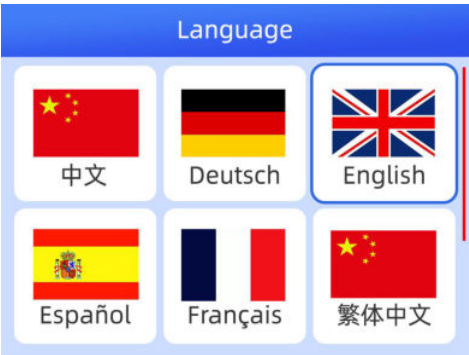 Language
中文
Deutsch
English
Español
Français
繁体中文